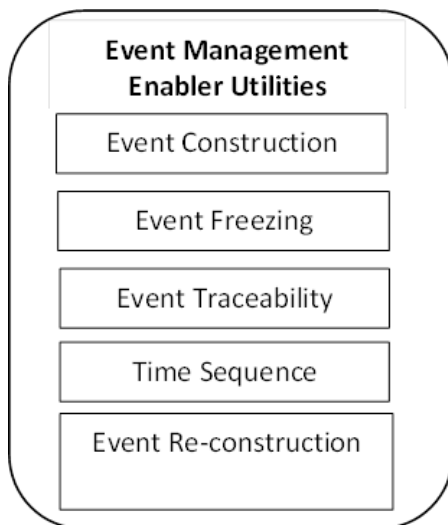 Event Management
Enabler Utilities
Event Construction
Event Freezing
Event Traceability
Time Sequence
Event Re-construction